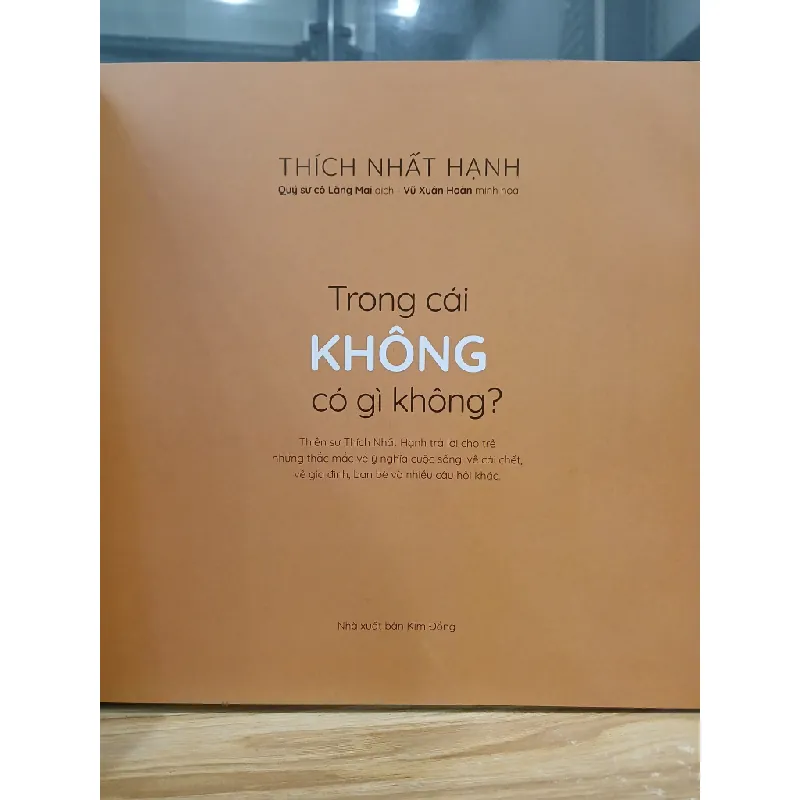 THÍCH NHẤT HẠNH
Quý sư cô Làng Mai dịch - Vũ Xuân Hoàn minh họa
Trong cái
KHÔNG
có gì không?
Thiền sư Thích Nhất Hạnh trả lời cho trẻ
những thắc mắc về ý nghĩa cuộc sống, về cái chết,
về gia đình, bạn bè và nhiều câu hỏi khác.
Nhà xuất bản Kim Đồng